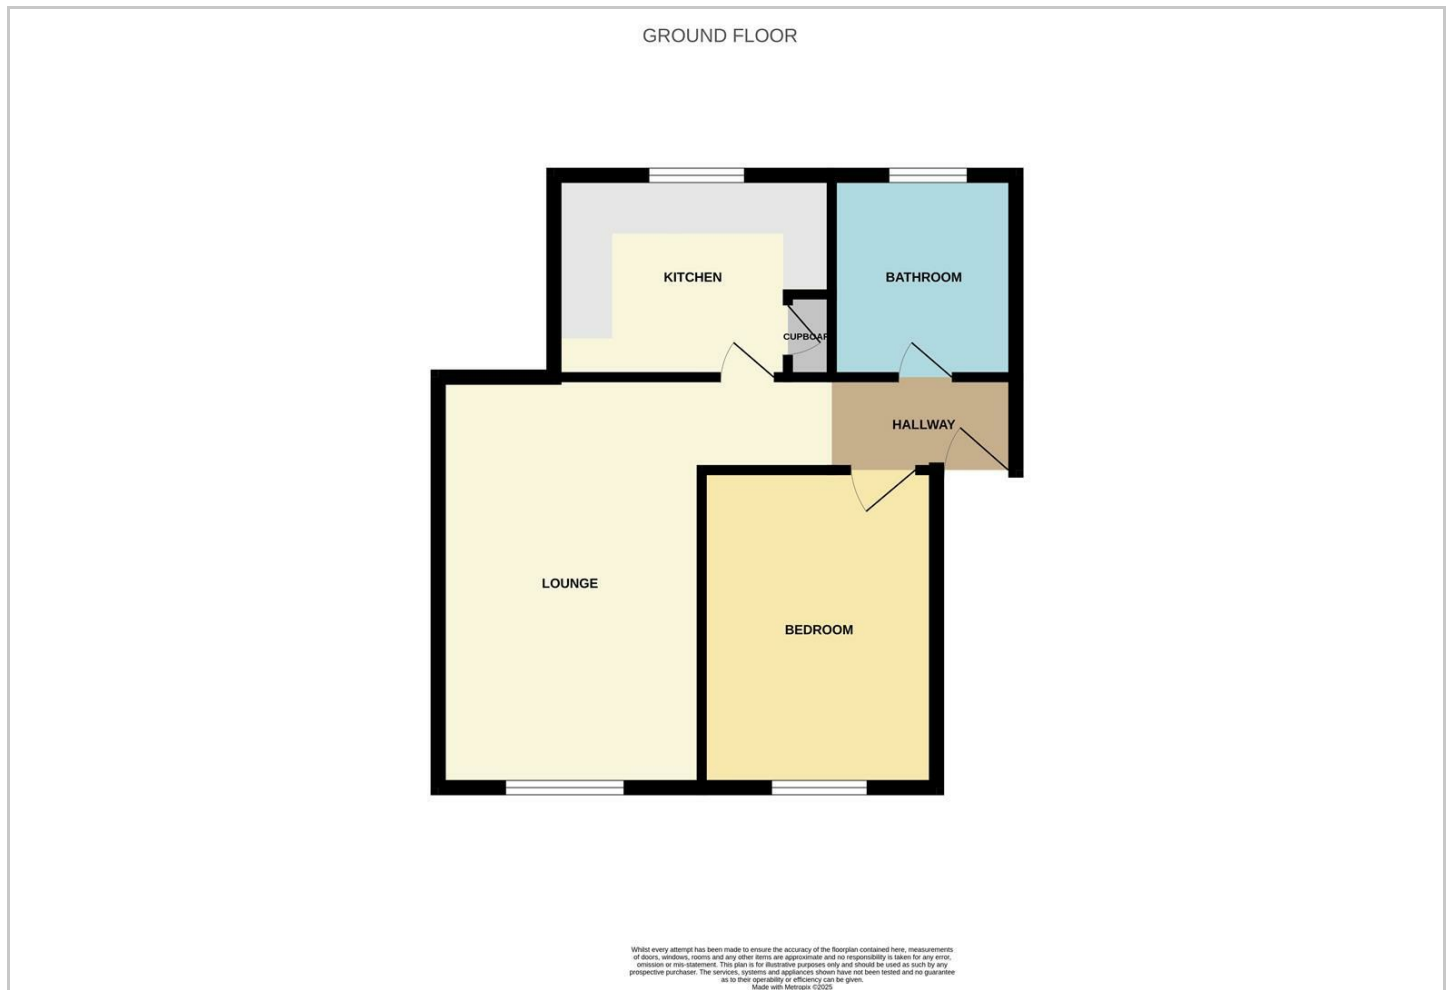 GROUND FLOOR
KITCHEN
BATHROOM
CUPBOAR
HALLWAY
LOUNGE
BEDROOM
Whilst every attempt has been made to ensure the accuracy of the floorplan contained here, measurements
of doors, windows, rooms and any other items are approximate and no responsibility is taken for any error,
omission or mis-statement. This plan is for illustrative purposes only and should be used as such by any
prospective purchaser. The services, systems and appliances shown have not been tested and no guarantee
as to their operability or efficiency can be given.
Made with Metropix ©2025